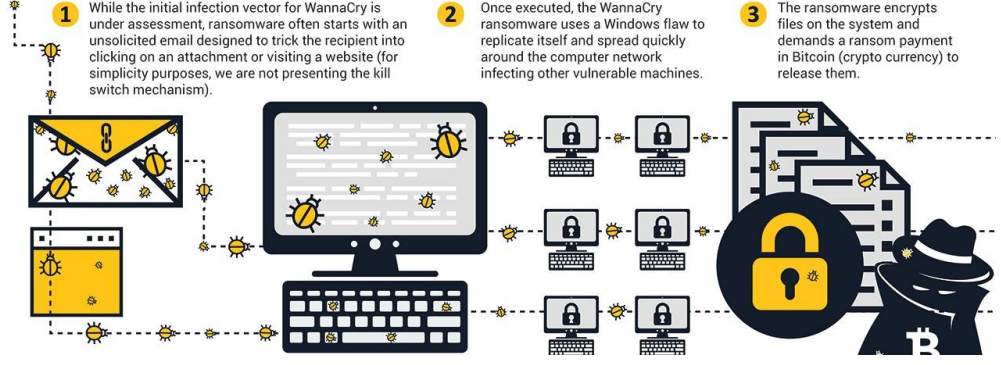 1
While the initial infection vector for WannaCry is
under assessment, ransomware often starts with an
unsolicited email designed to trick the recipient into
clicking on an attachment or visiting a website (for
simplicity purposes, we are not presenting the kill
switch mechanism).
2
Once executed, the WannaCry
ransomware uses a Windows flaw to
replicate itself and spread quickly
around the computer network
infecting other vulnerable machines.
3
The ransomware encrypts
files on the system and
demands a ransom payment
in Bitcoin (crypto currency) to
release them.